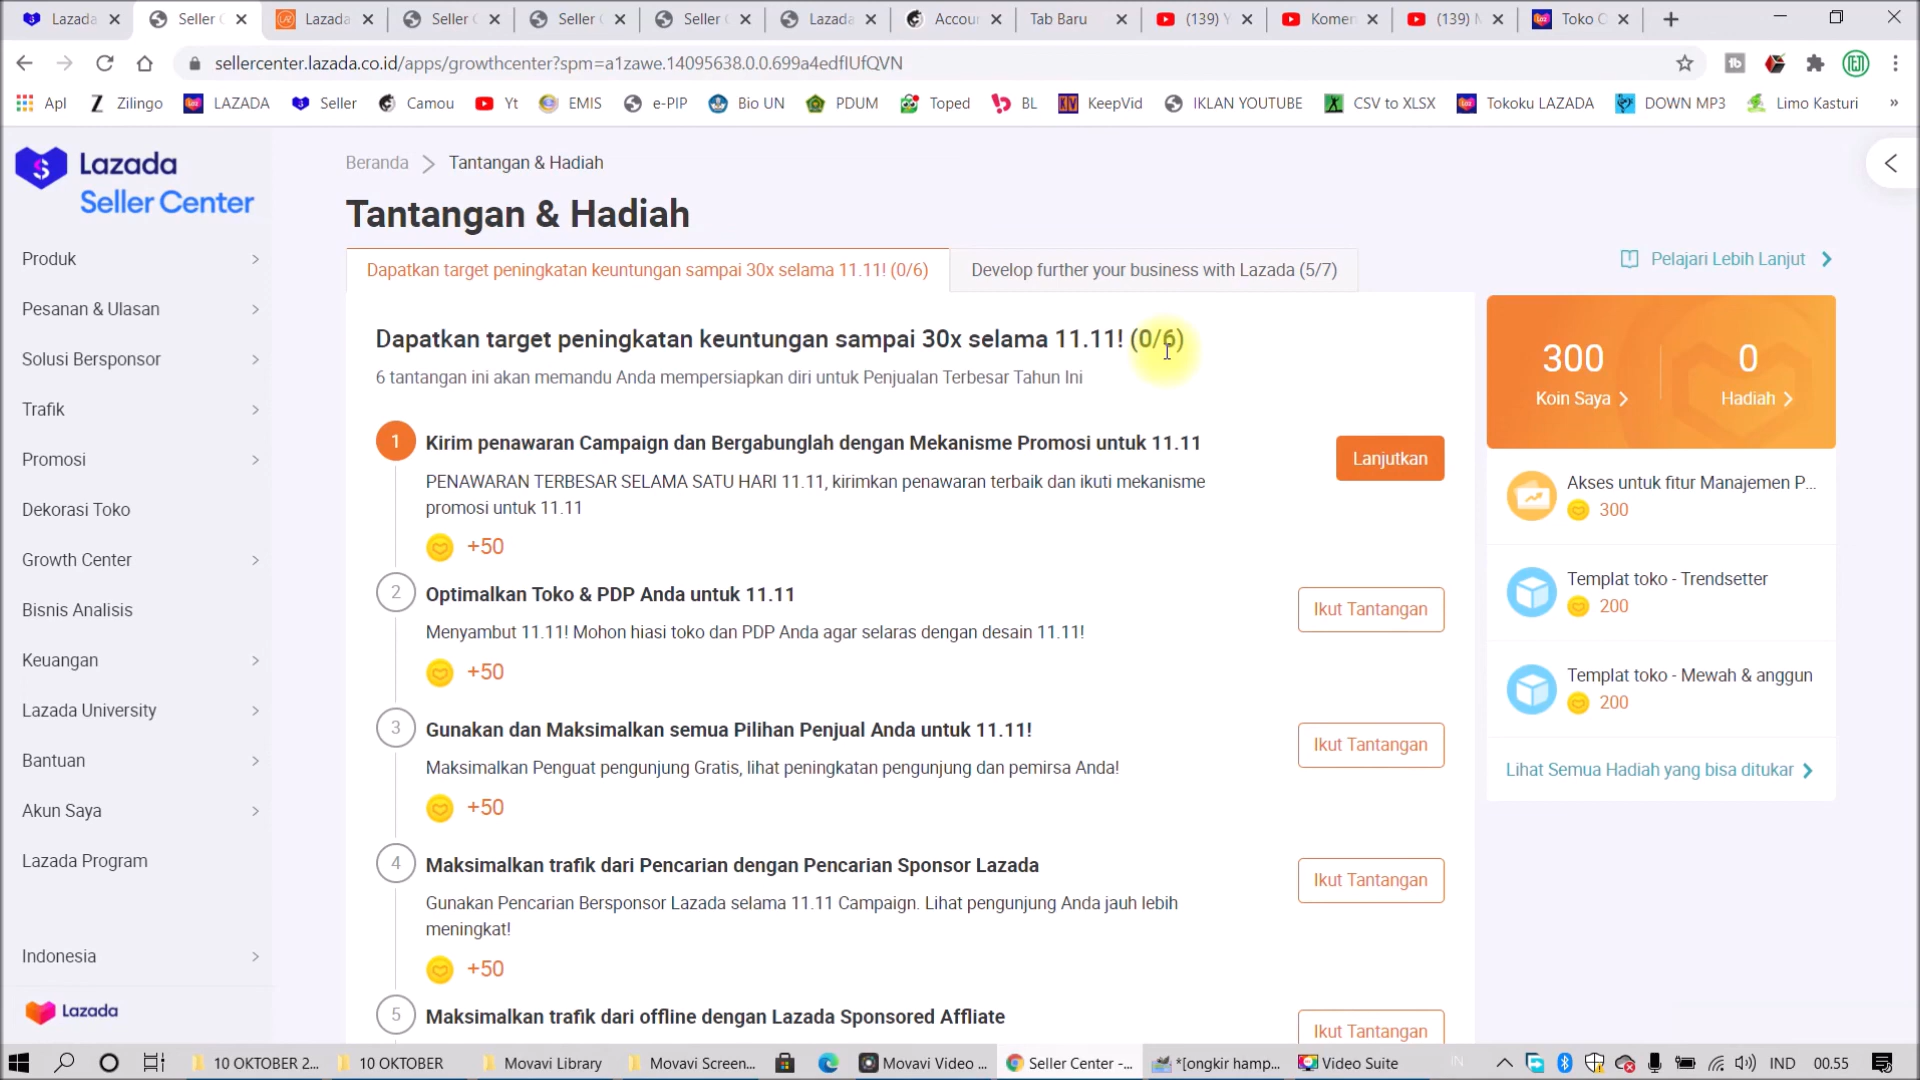 Lazada
Seller C
Lazada
Seller C
Seller C
Seller C
Lazada
Accou
Tab Baru
(139) Y
Komen
(139) M
Toko O
sellercenter.lazada.co.id/apps/growthcenter?spm=a1zawe.14095638.0.0.699a4edfIUfQVN
Apl
Zilingo
LAZADA
Seller
Camou
Yt
EMIS
e-PIP
Bio UN
PDUM
Toped
BL
KeepVid
IKLAN YOUTUBE
CSV to XLSX
Tokoku LAZADA
DOWN MP3
Limo Kasturi
»
Lazada
Seller Center
Produk
Pesanan & Ulasan
Solusi Bersponsor
Trafik
Promosi
Dekorasi Toko
Growth Center
Bisnis Analisis
Keuangan
Lazada University
Bantuan
Akun Saya
Lazada Program
Indonesia
Lazada
Beranda > Tantangan & Hadiah
Tantangan & Hadiah
Dapatkan target peningkatan keuntungan sampai 30x selama 11.11! (0/6)
Develop further your business with Lazada (5/7)
Pelajari Lebih Lanjut
Dapatkan target peningkatan keuntungan sampai 30x selama 11.11! (0/6)
6 tantangan ini akan memandu Anda mempersiapkan diri untuk Penjualan Terbesar Tahun Ini
1
Kirim penawaran Campaign dan Bergabunglah dengan Mekanisme Promosi untuk 11.11
PENAWARAN TERBESAR SELAMA SATU HARI 11.11, kirimkan penawaran terbaik dan ikuti mekanisme
promosi untuk 11.11
+50
Lanjutkan
2
Optimalkan Toko & PDP Anda untuk 11.11
Menyambut 11.11! Mohon hiasi toko dan PDP Anda agar selaras dengan desain 11.11!
+50
Ikut Tantangan
3
Gunakan dan Maksimalkan semua Pilihan Penjual Anda untuk 11.11!
Maksimalkan Penguat pengunjung Gratis, lihat peningkatan pengunjung dan pemirsa Anda!
+50
Ikut Tantangan
4
Maksimalkan trafik dari Pencarian dengan Pencarian Sponsor Lazada
Gunakan Pencarian Bersponsor Lazada selama 11.11 Campaign. Lihat pengunjung Anda jauh lebih
meningkat!
+50
Ikut Tantangan
5
Maksimalkan trafik dari offline dengan Lazada Sponsored Affliate
Ikut Tantangan
300
Koin Saya
0
Hadiah
Akses untuk fitur Manajemen P...
300
Templat toko - Trendsetter
200
Templat toko - Mewah & anggun
200
Lihat Semua Hadiah yang bisa ditukar
10 OKTOBER 2...
10 OKTOBER
Movavi Library
Movavi Screen...
Movavi Video ...
Seller Center -...
*[ongkir hamp...
Video Suite
IN
IND
00.55